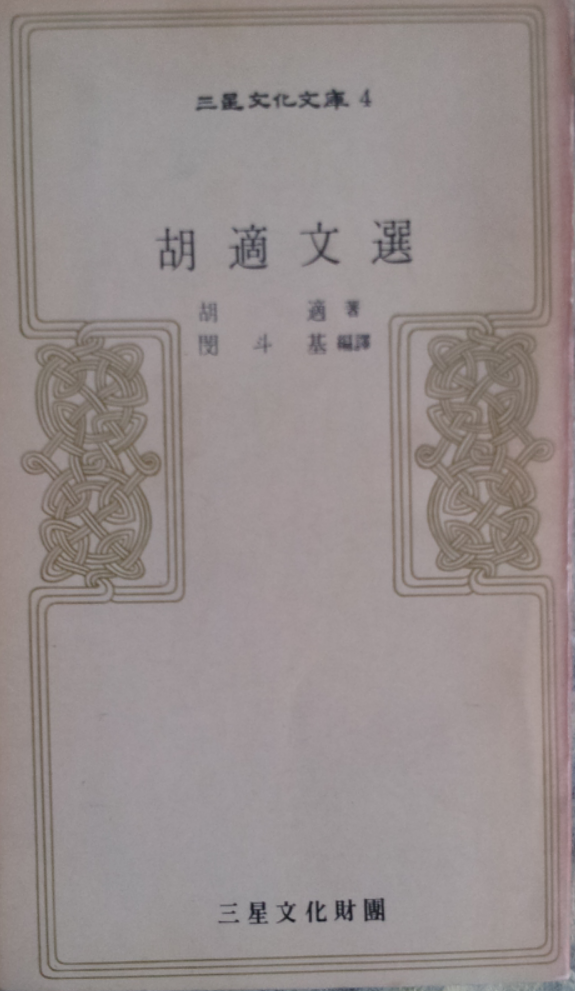 三星文化文庫 4
胡適文選
胡適 著
閔斗基 編譯
三星文化財團